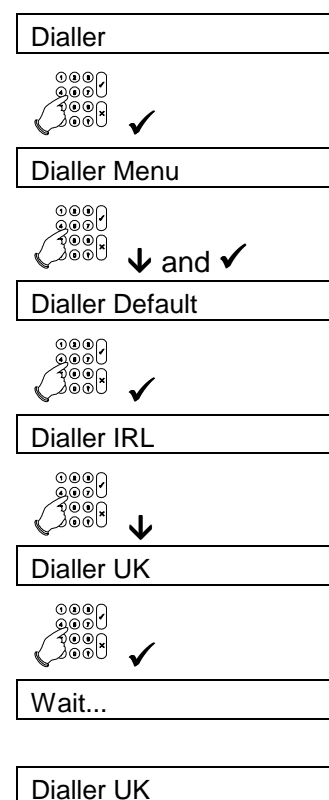 Dialler
✓
Dialler Menu
↓ and ✓
Dialler Default
✓
Dialler IRL
↓
Dialler UK
✓
Wait...
Dialler UK